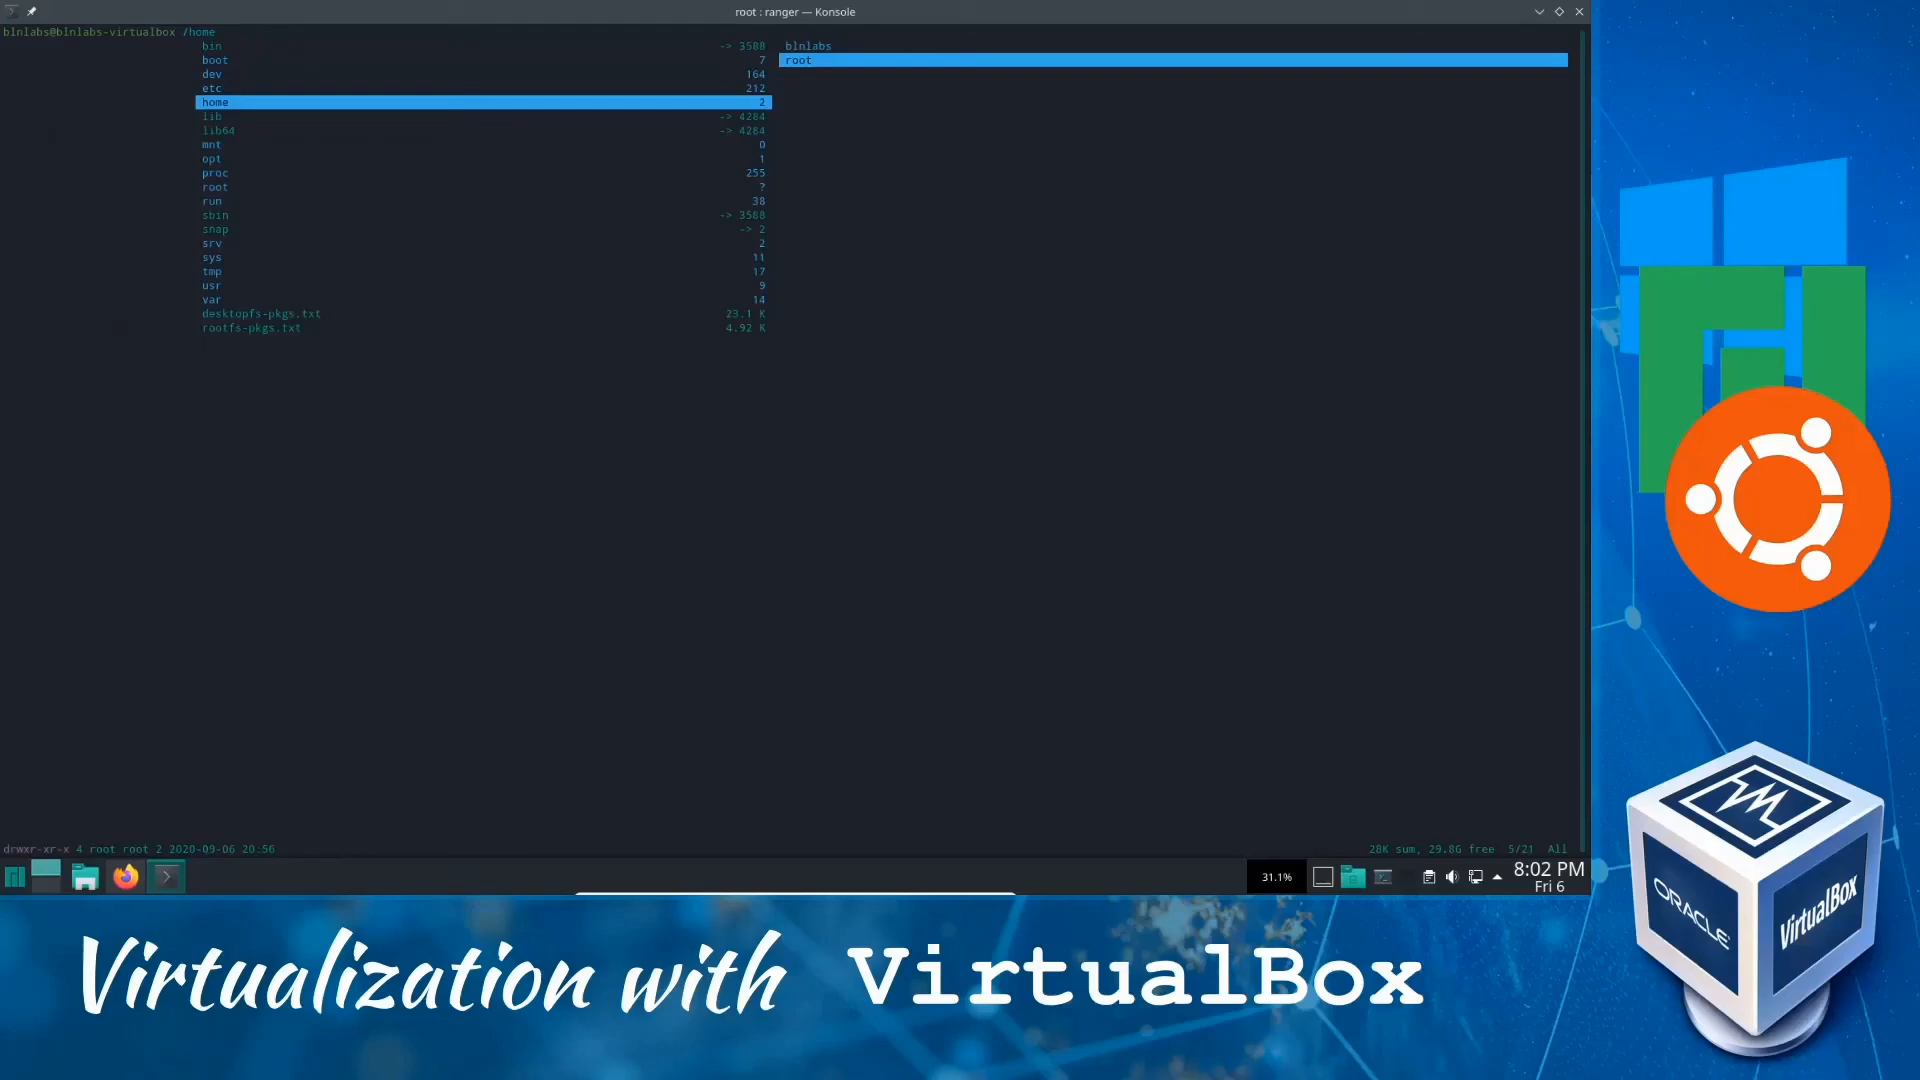 root : ranger — Konsole
blnlabs@blnlabs-virtualbox /home
bin -> 3588
boot 7
dev 164
etc 212
home 2
lib -> 4284
lib64 -> 4284
mnt 0
opt 1
proc 255
root ?
run 38
sbin -> 3588
snap -> 2
srv 2
sys 11
tmp 17
usr 9
var 14
desktopfs-pkgs.txt 23.1 K
rootfs-pkgs.txt 4.92 K
blnlabs
root
drwxr-xr-x 4 root root 2 2020-09-06 20:56
28K sum, 29.8G free 5/21 All
31.1%
8:02 PM
Fri 6
Virtualization with VirtualBox
ORACLE
VirtualBox